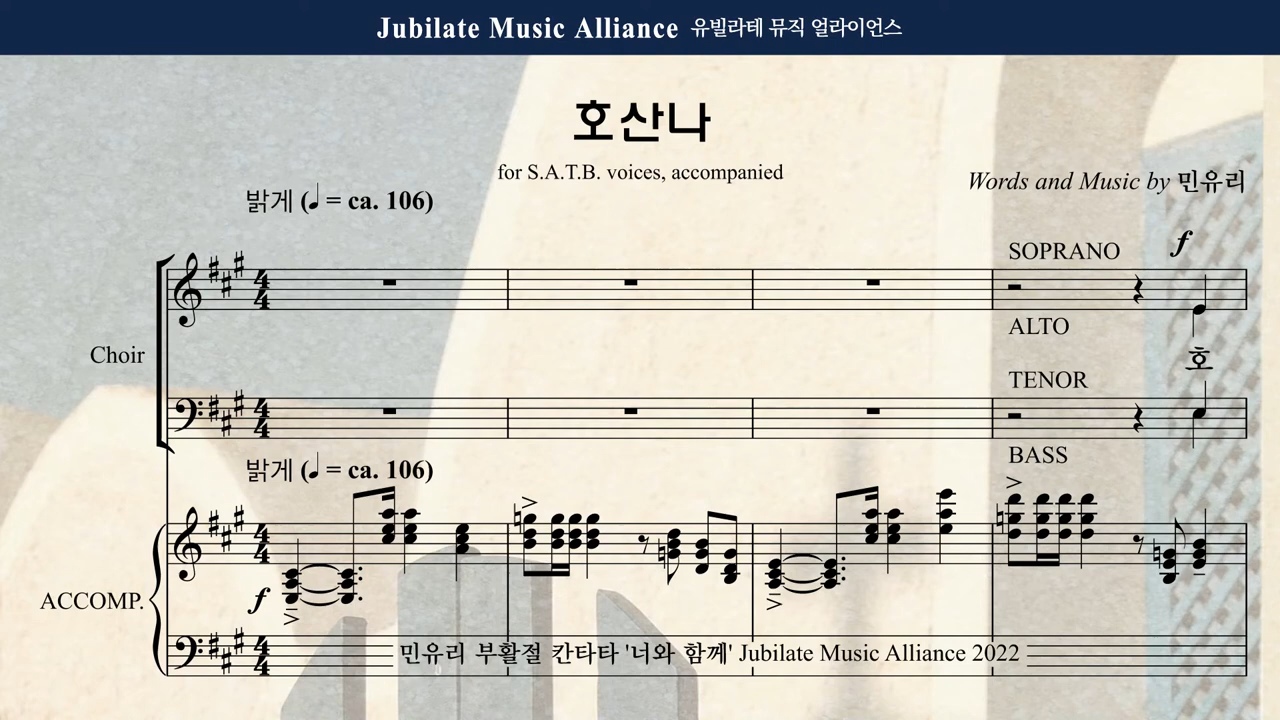 Jubilate Music Alliance 유빌라테 뮤직 얼라이언스
호산나
for S.A.T.B. voices, accompanied
Words and Music by 민유리
밝게 (♩ = ca. 106)
SOPRANO
f
ALTO
Choir
호
TENOR
BASS
밝게 (♩ = ca. 106)
ACCOMP.
f
민유리 부활절 칸타타 '너와 함께' Jubilate Music Alliance 2022